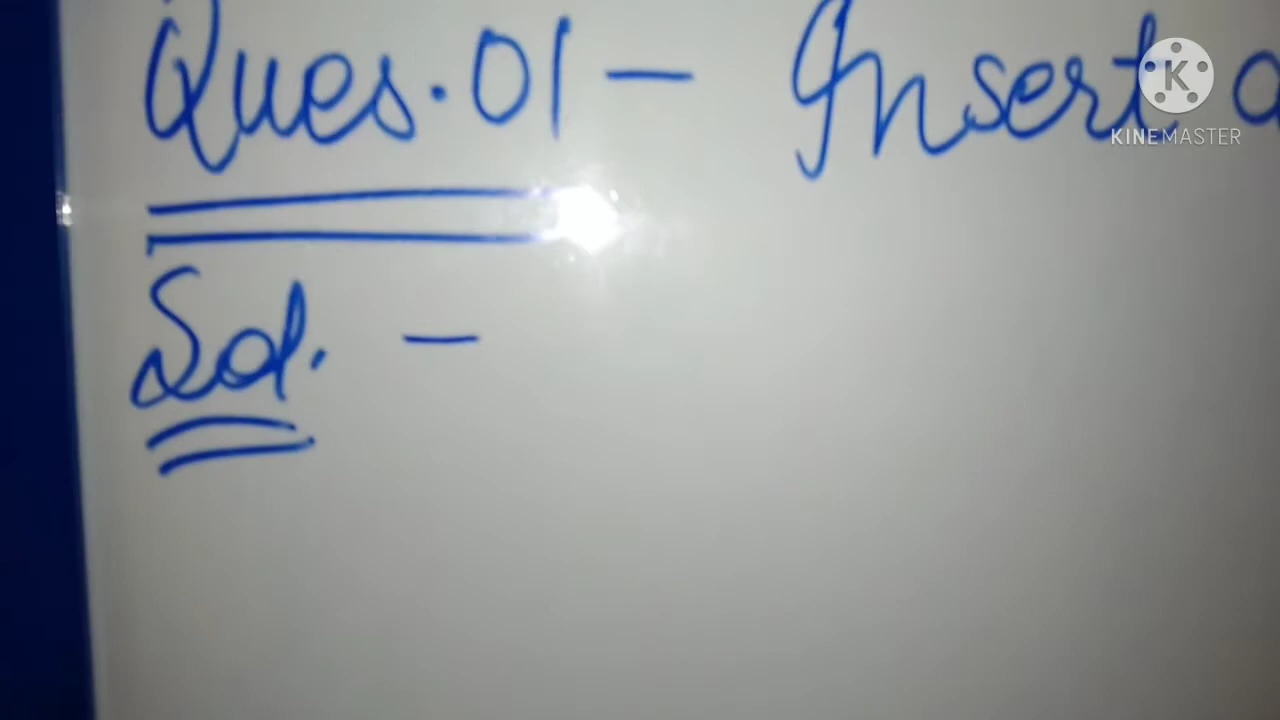 Ques. 01 — Insert a
KINEMASTER
Sol. —